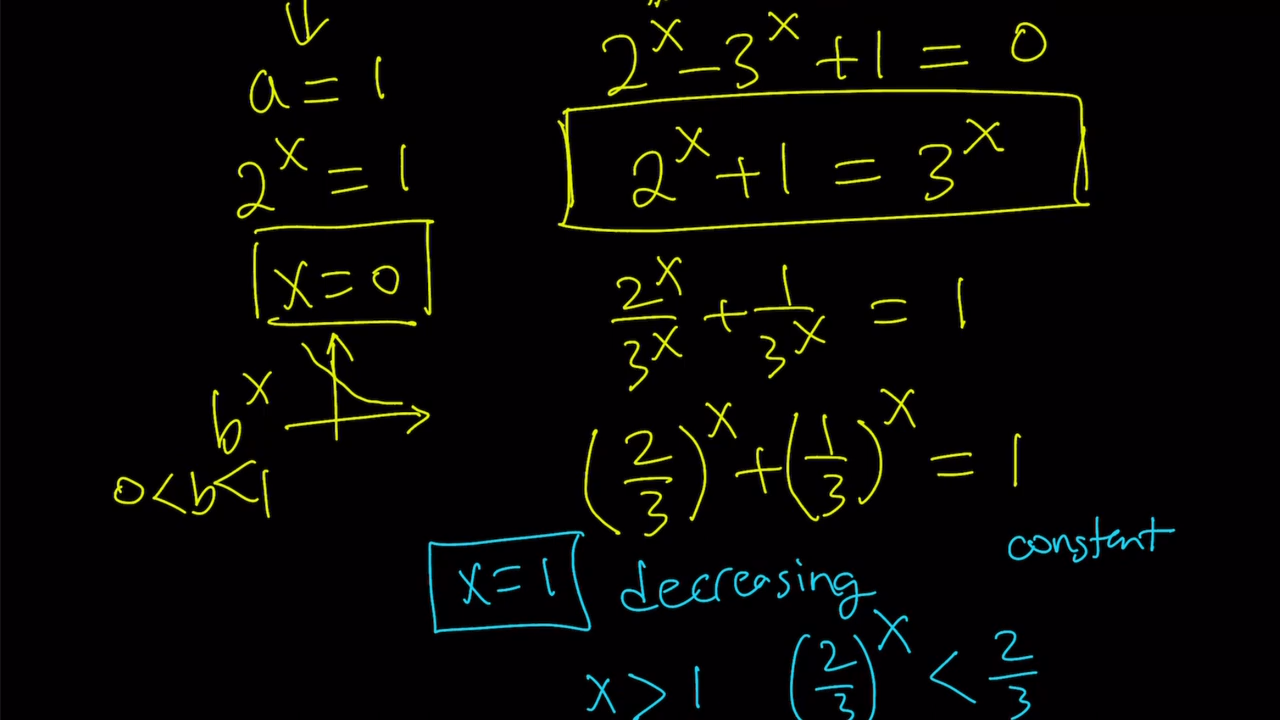 a = 1
2^x = 1
x = 0
b^x
0 < b < 1
2^x - 3^x + 1 = 0
2^x + 1 = 3^x
2^x/3^x + 1/3^x = 1
(2/3)^x + (1/3)^x = 1
constant
x = 1 decreasing
x > 1 (2/3)^x < 2/3